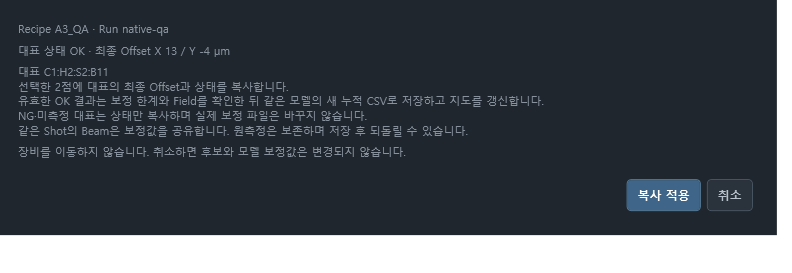 Recipe A3_QA · Run native-qa
대표 상태 OK · 최종 Offset X 13 / Y -4 μm
대표 C1:H2:S2:B11
선택한 2점에 대표의 최종 Offset과 상태를 복사합니다.
유효한 OK 결과는 보정 한계와 Field를 확인한 뒤 같은 모델의 새 누적 CSV로 저장하고 지도를 갱신합니다.
NG·미측정 대표는 상태만 복사하며 실제 보정 파일은 바꾸지 않습니다.
같은 Shot의 Beam은 보정값을 공유합니다. 원측정은 보존하며 저장 후 되돌릴 수 있습니다.
장비를 이동하지 않습니다. 취소하면 후보와 모델 보정값은 변경되지 않습니다.
복사 적용
취소